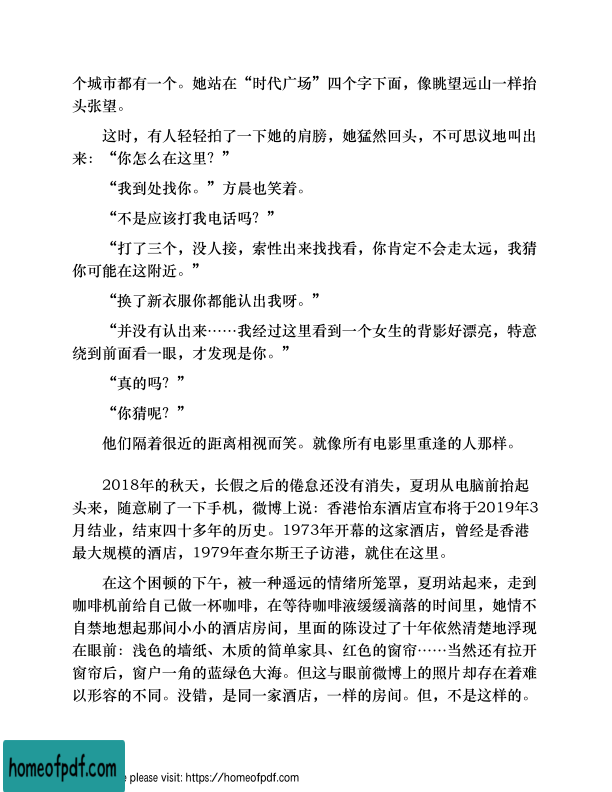 个城市都有一个。她站在“时代广场”四个字下面，像眺望远山一样抬
头张望。
这时，有人轻轻拍了一下她的肩膀，她猛然回头，不可思议地叫出
来：“你怎么在这里？”
“我到处找你。”方晨也笑着。
“不是应该打我电话吗？”
“打了三个，没人接，索性出来找找看，你肯定不会走太远，我猜
你可能在这附近。”
“换了新衣服你都能认出我呀。”
“并没有认出来……我经过这里看到一个女生的背影好漂亮，特意
绕到前面看一眼，才发现是你。”
“真的吗？”
“你猜呢？”
他们隔着很近的距离相视而笑。就像所有电影里重逢的人那样。
2018年的秋天，长假之后的倦怠还没有消失，夏玥从电脑前抬起
头来，随意刷了一下手机，微博上说：香港怡东酒店宣布将于2019年3
月结业，结束四十多年的历史。1973年开幕的这家酒店，曾经是香港
最大规模的酒店，1979年查尔斯王子访港，就住在这里。
在这个困顿的下午，被一种遥远的情绪所笼罩，夏玥站起来，走到
咖啡机前给自己做一杯咖啡，在等待咖啡液缓缓滴落的时间里，她情不
自禁地想起那间小小的酒店房间，里面的陈设过了十年依然清楚地浮现
在眼前：浅色的墙纸、木质的简单家具、红色的窗帘……当然还有拉开
窗帘后，窗户一角的蓝绿色大海。但这与眼前微博上的照片却存在着难
以形容的不同。没错，是同一家酒店，一样的房间。但，不是这样的。
homeofpdf.com
e please visit: https://homeofpdf.com